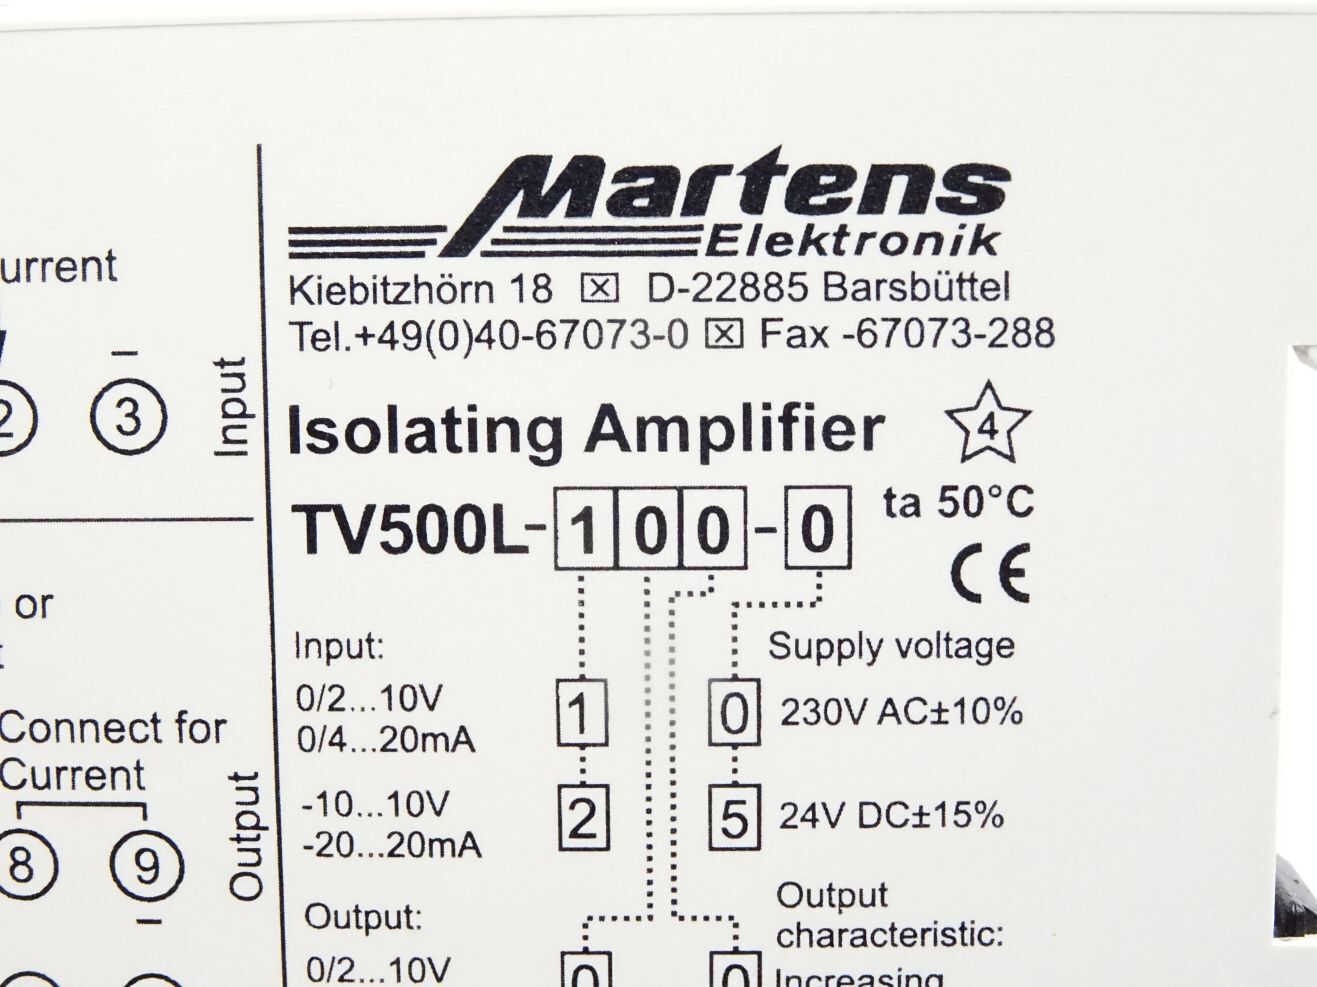 Martens
Elektronik
Kiebitzhörn 18 ☒ D-22885 Barsbüttel
Tel.+49(0)40-67073-0 ☒ Fax -67073-288
Isolating Amplifier 4
TV500L-100-0 ta 50°C
CE
Input: Supply voltage
0/2...10V 1 0 230V AC±10%
0/4...20mA
-10...10V 2 5 24V DC±15%
-20...20mA
Output: Output
characteristic:
0/2...10V 0 0 Increasing
urrent
–
2 3 Input
or
Connect for
Current
8 9 Output
–